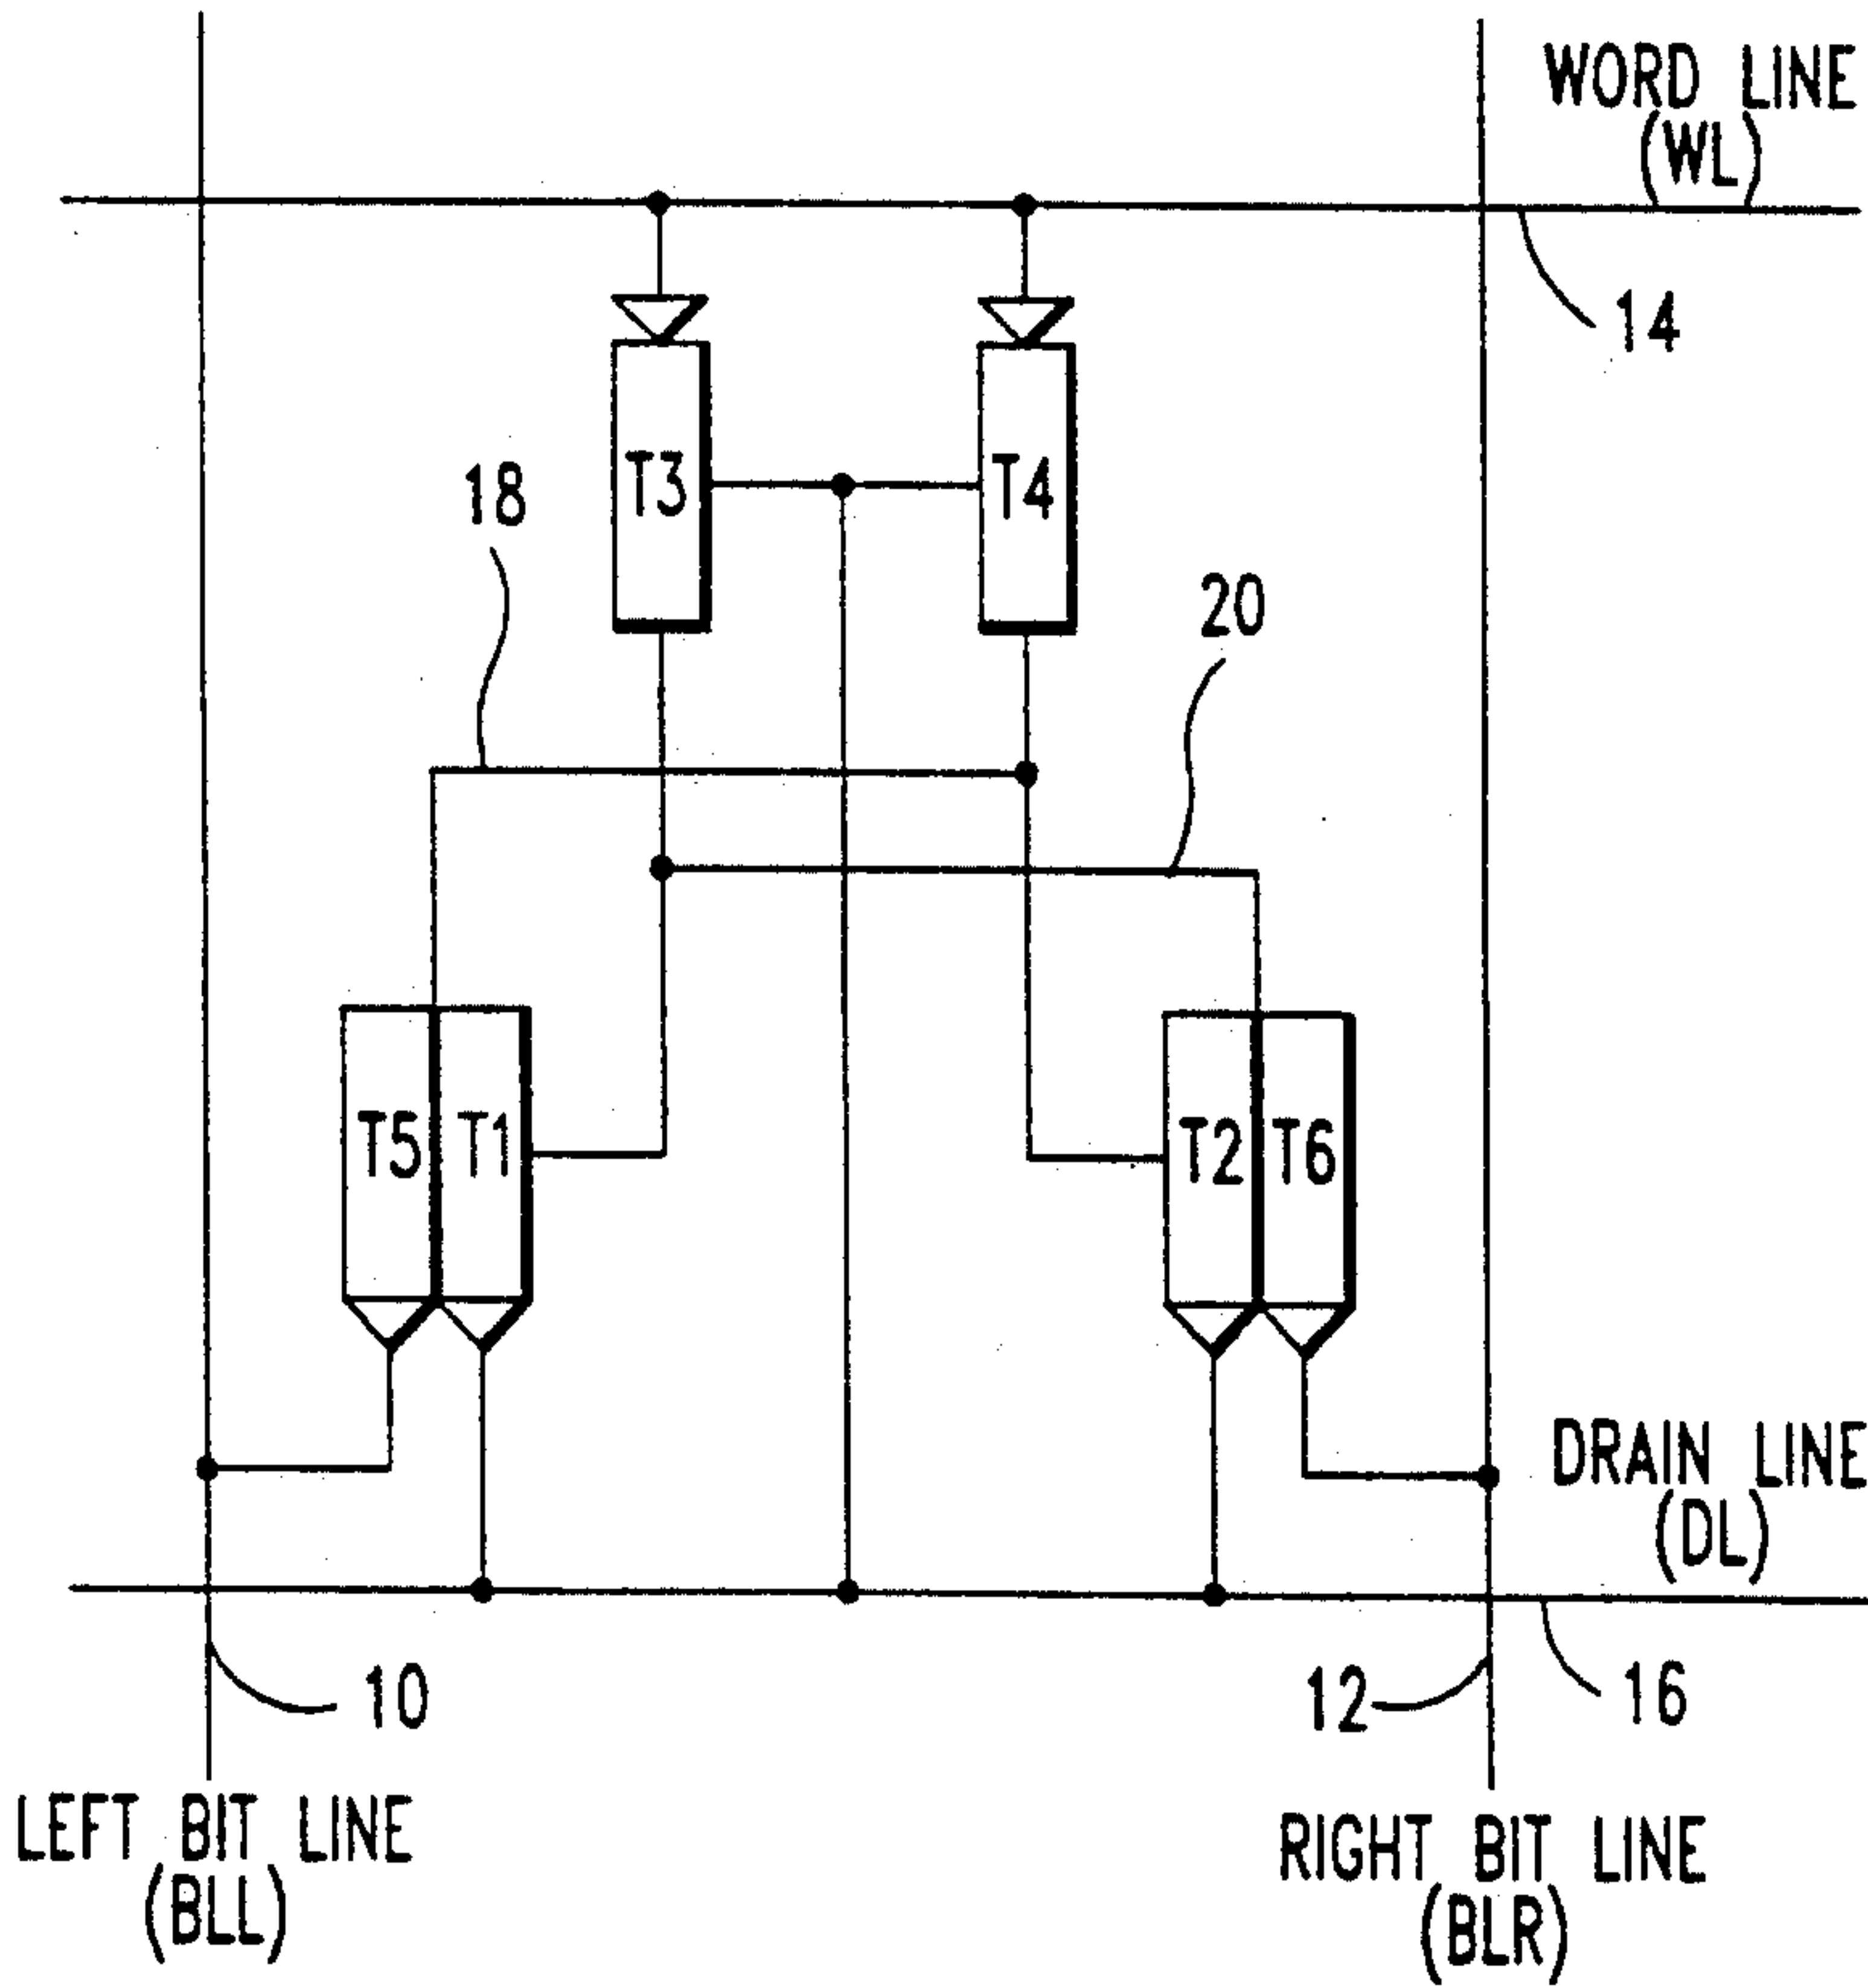 WORD LINE
(WL)
14
T3
T4
18
20
T5
T1
T2
T6
DRAIN LINE
(DL)
10
12
16
LEFT BIT LINE
(BLL)
RIGHT BIT LINE
(BLR)